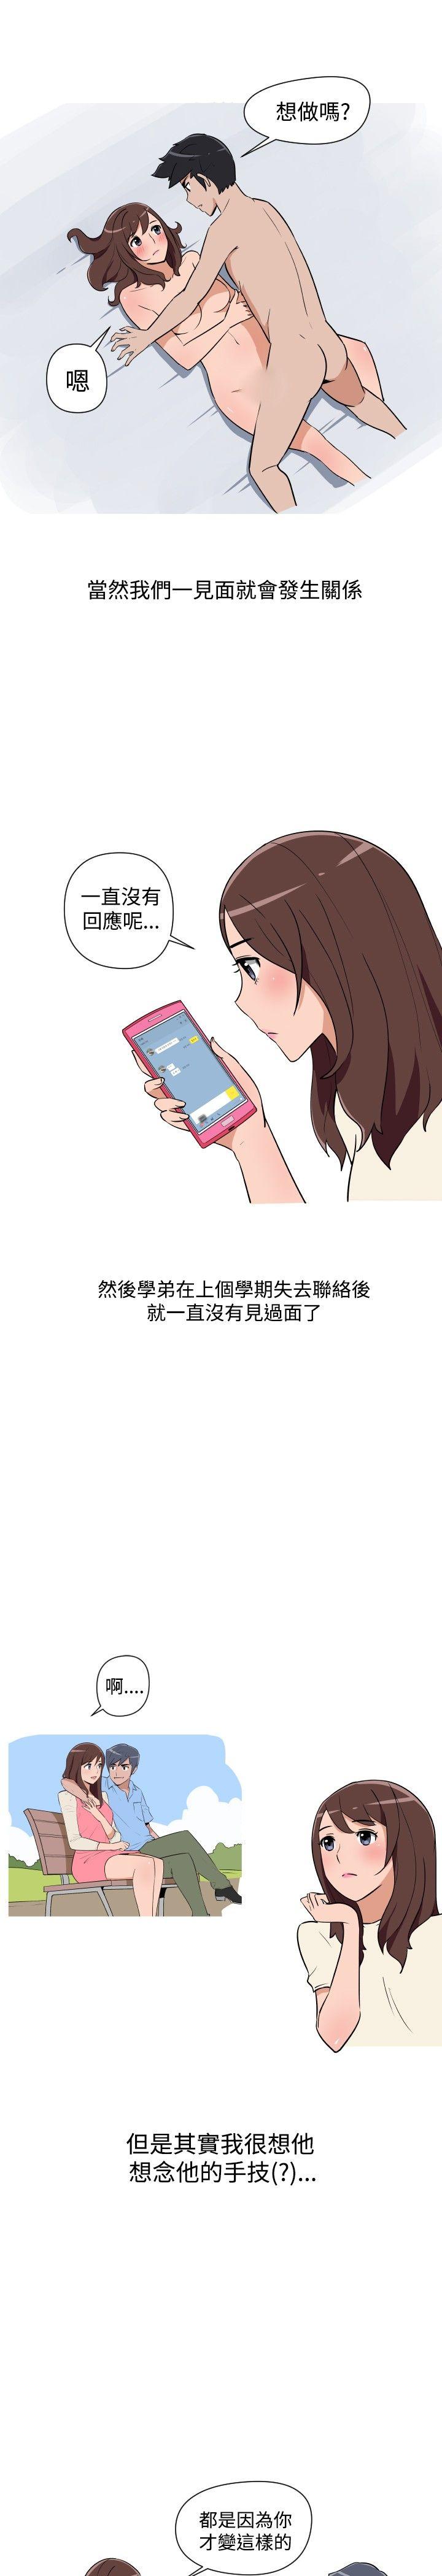 想做嗎?
嗯
當然我們一見面就會發生關係
一直沒有
回應呢...
然後學弟在上個學期失去聯絡後
就一直沒有見過面了
啊....
但是其實我很想他
想念他的手技(?)...
都是因為你
才變這樣的